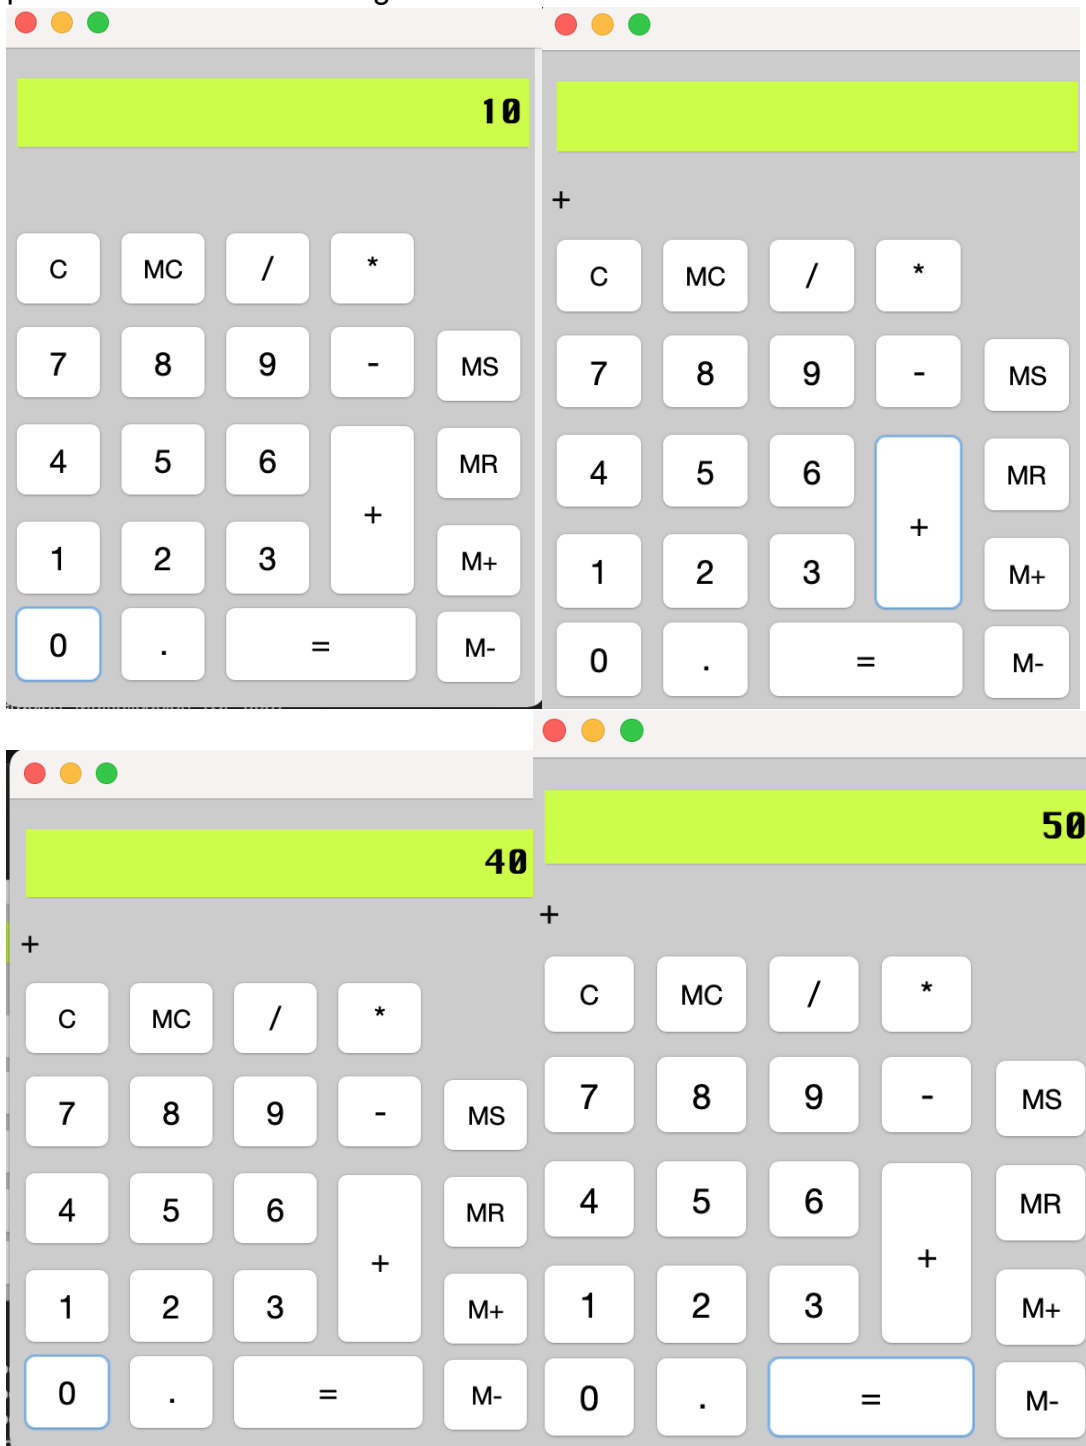 10
C MC / *
7 8 9 - MS
4 5 6 MR
+
1 2 3 M+
0 . = M-
+
C MC / *
7 8 9 - MS
4 5 6 MR
+
1 2 3 M+
0 . = M-
40
+
C MC / *
7 8 9 - MS
4 5 6 MR
+
1 2 3 M+
0 . = M-
50
+
C MC / *
7 8 9 - MS
4 5 6 MR
+
1 2 3 M+
0 . = M-